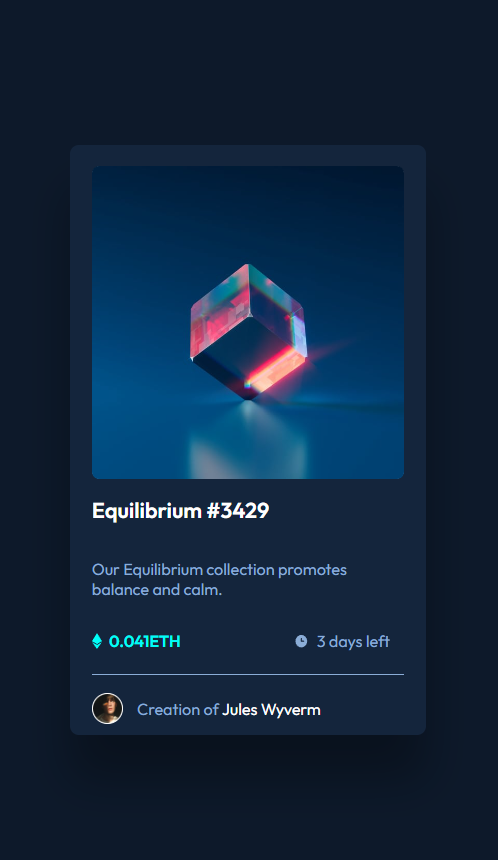 Equilibrium #3429
Our Equilibrium collection promotes
balance and calm.
0.041ETH
3 days left
Creation of Jules Wyverm